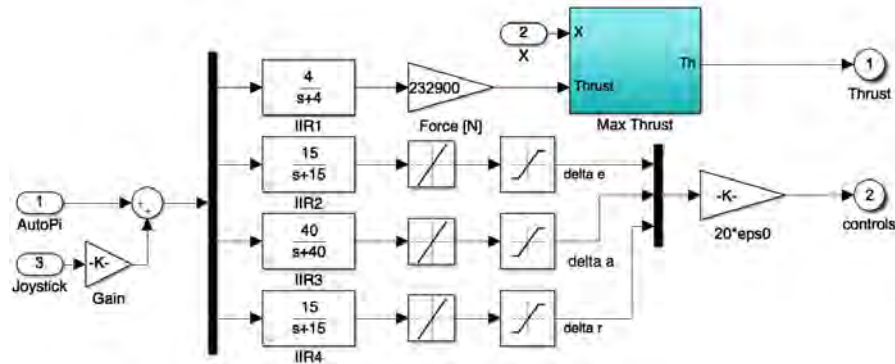 2
X
X
Thrust
Th
Max Thrust
1
Thrust
4
s+4
IIR1
232900
Force [N]
15
s+15
IIR2
delta e
1
AutoPi
+
+
-K-
20*eps0
2
controls
40
s+40
IIR3
delta a
3
Joystick
-K-
Gain
15
s+15
IIR4
delta r